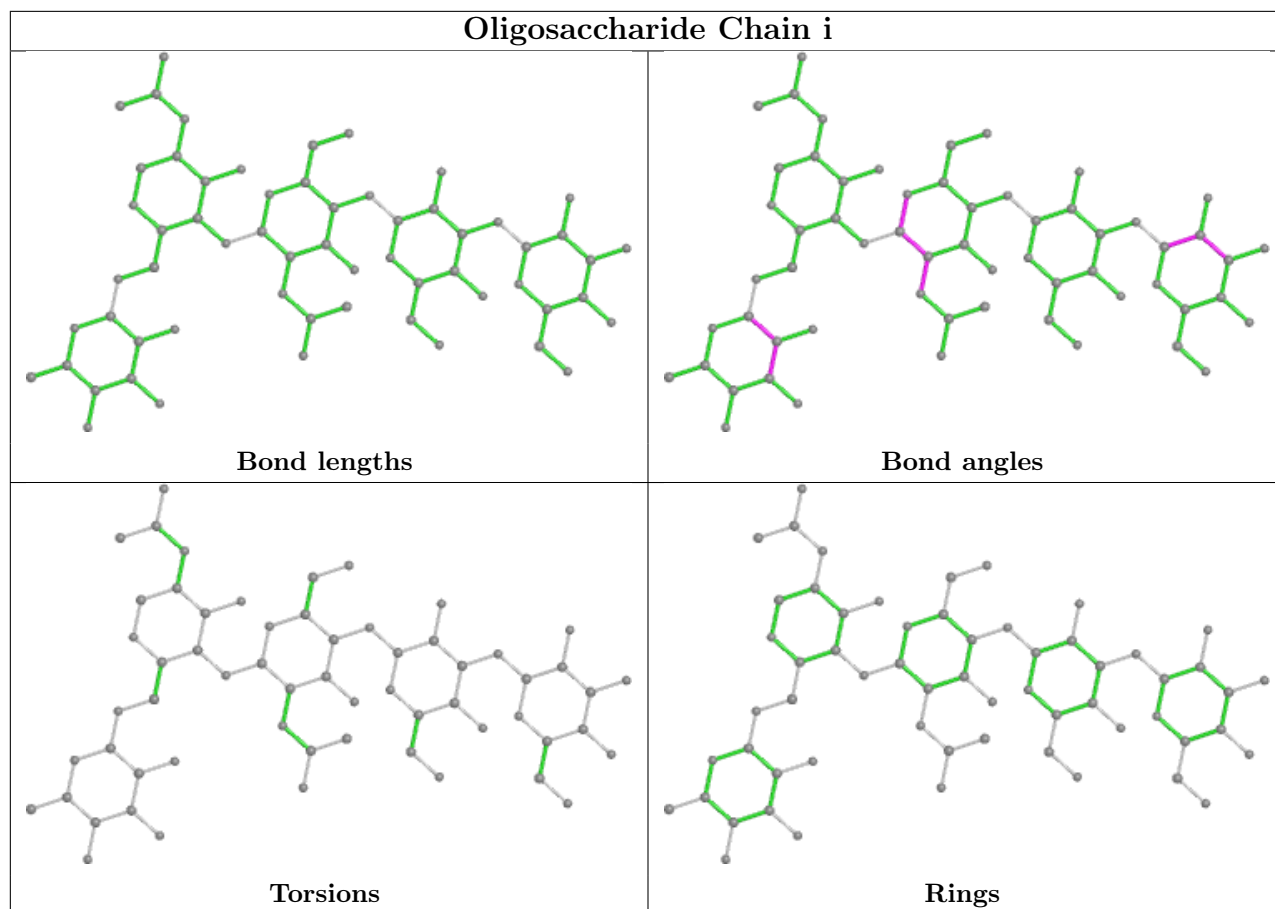 Oligosaccharide Chain i
Bond lengths
Bond angles
Torsions
Rings